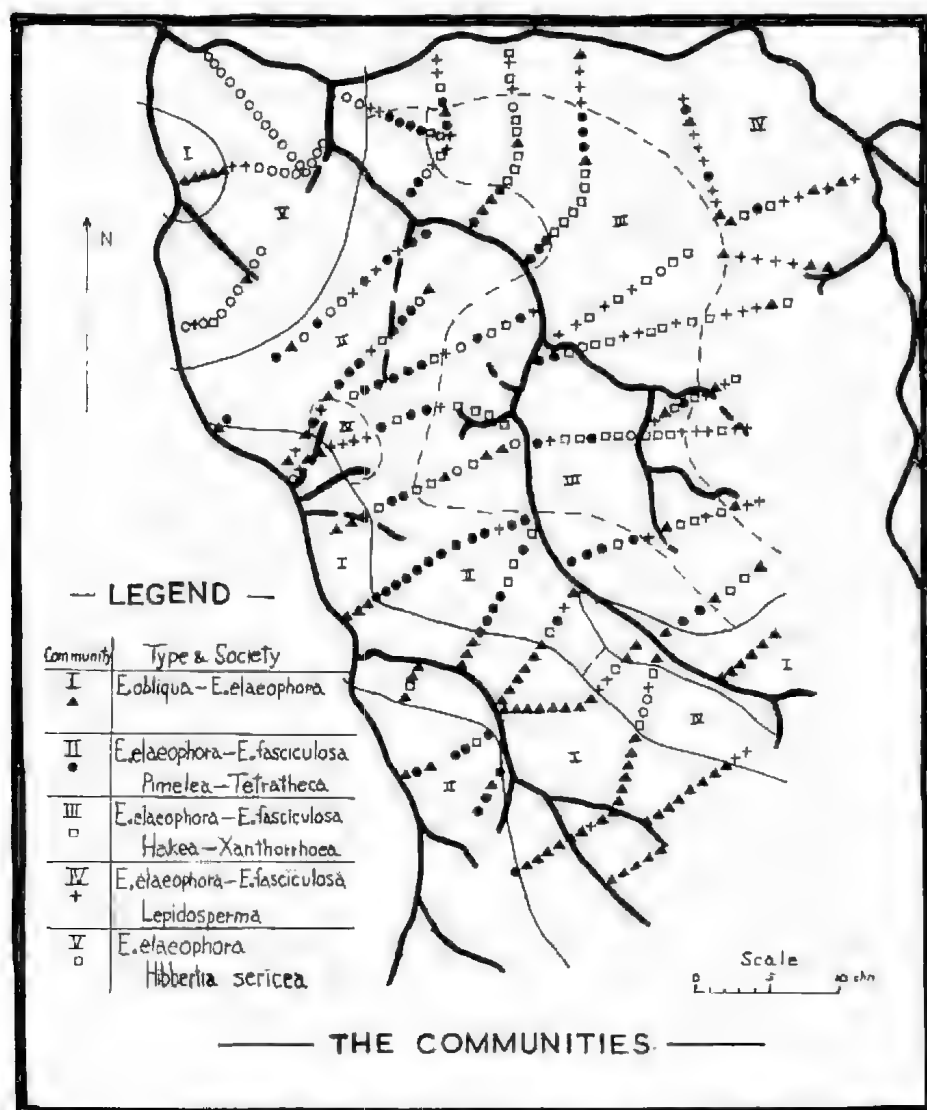 I
V
IV
N
III
II
IV
III
I
II
I
IV
I
II
— LEGEND —
Community Type & Society
I E.obliqua – E.elaeophora
▲
II E.elaeophora – E.fasciculosa
● Pimelea – Tetratheca
III E.elaeophora – E.fasciculosa
□ Hakea – Xanthorrhoea
IV E.elaeophora – E.fasciculosa
+ Lepidosperma
V E.elaeophora
○ Hibbertia sericea
Scale
0 5 10 chn
— THE COMMUNITIES. —